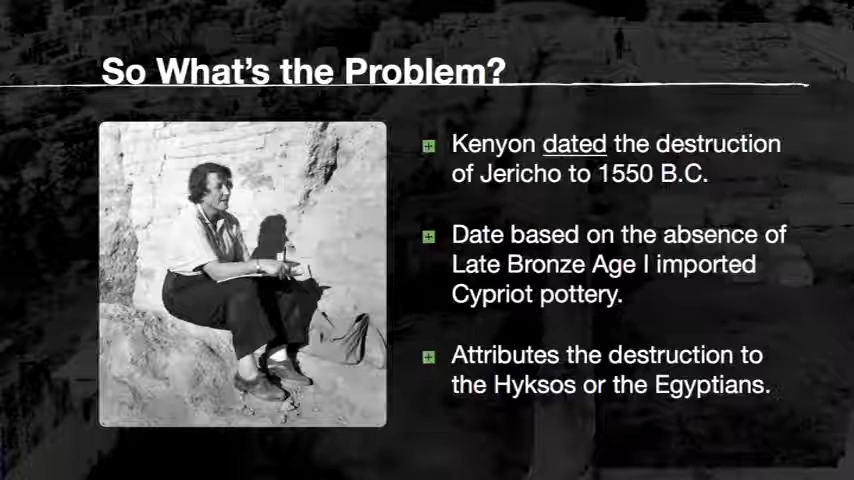 So What's the Problem?
Kenyon dated the destruction
of Jericho to 1550 B.C.
Date based on the absence of
Late Bronze Age I imported
Cypriot pottery.
Attributes the destruction to
the Hyksos or the Egyptians.